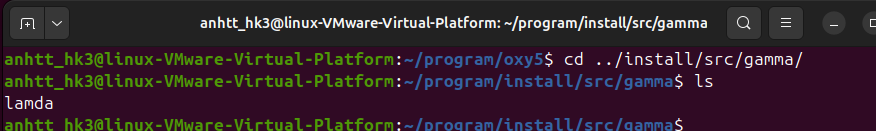 anhtt_hk3@linux-VMware-Virtual-Platform: ~/program/install/src/gamma
anhtt_hk3@linux-VMware-Virtual-Platform:~/program/oxy5$ cd ../install/src/gamma/
anhtt_hk3@linux-VMware-Virtual-Platform:~/program/install/src/gamma$ ls
lamda
anhtt_hk3@linux-VMware-Virtual-Platform:~/program/install/src/gamma$